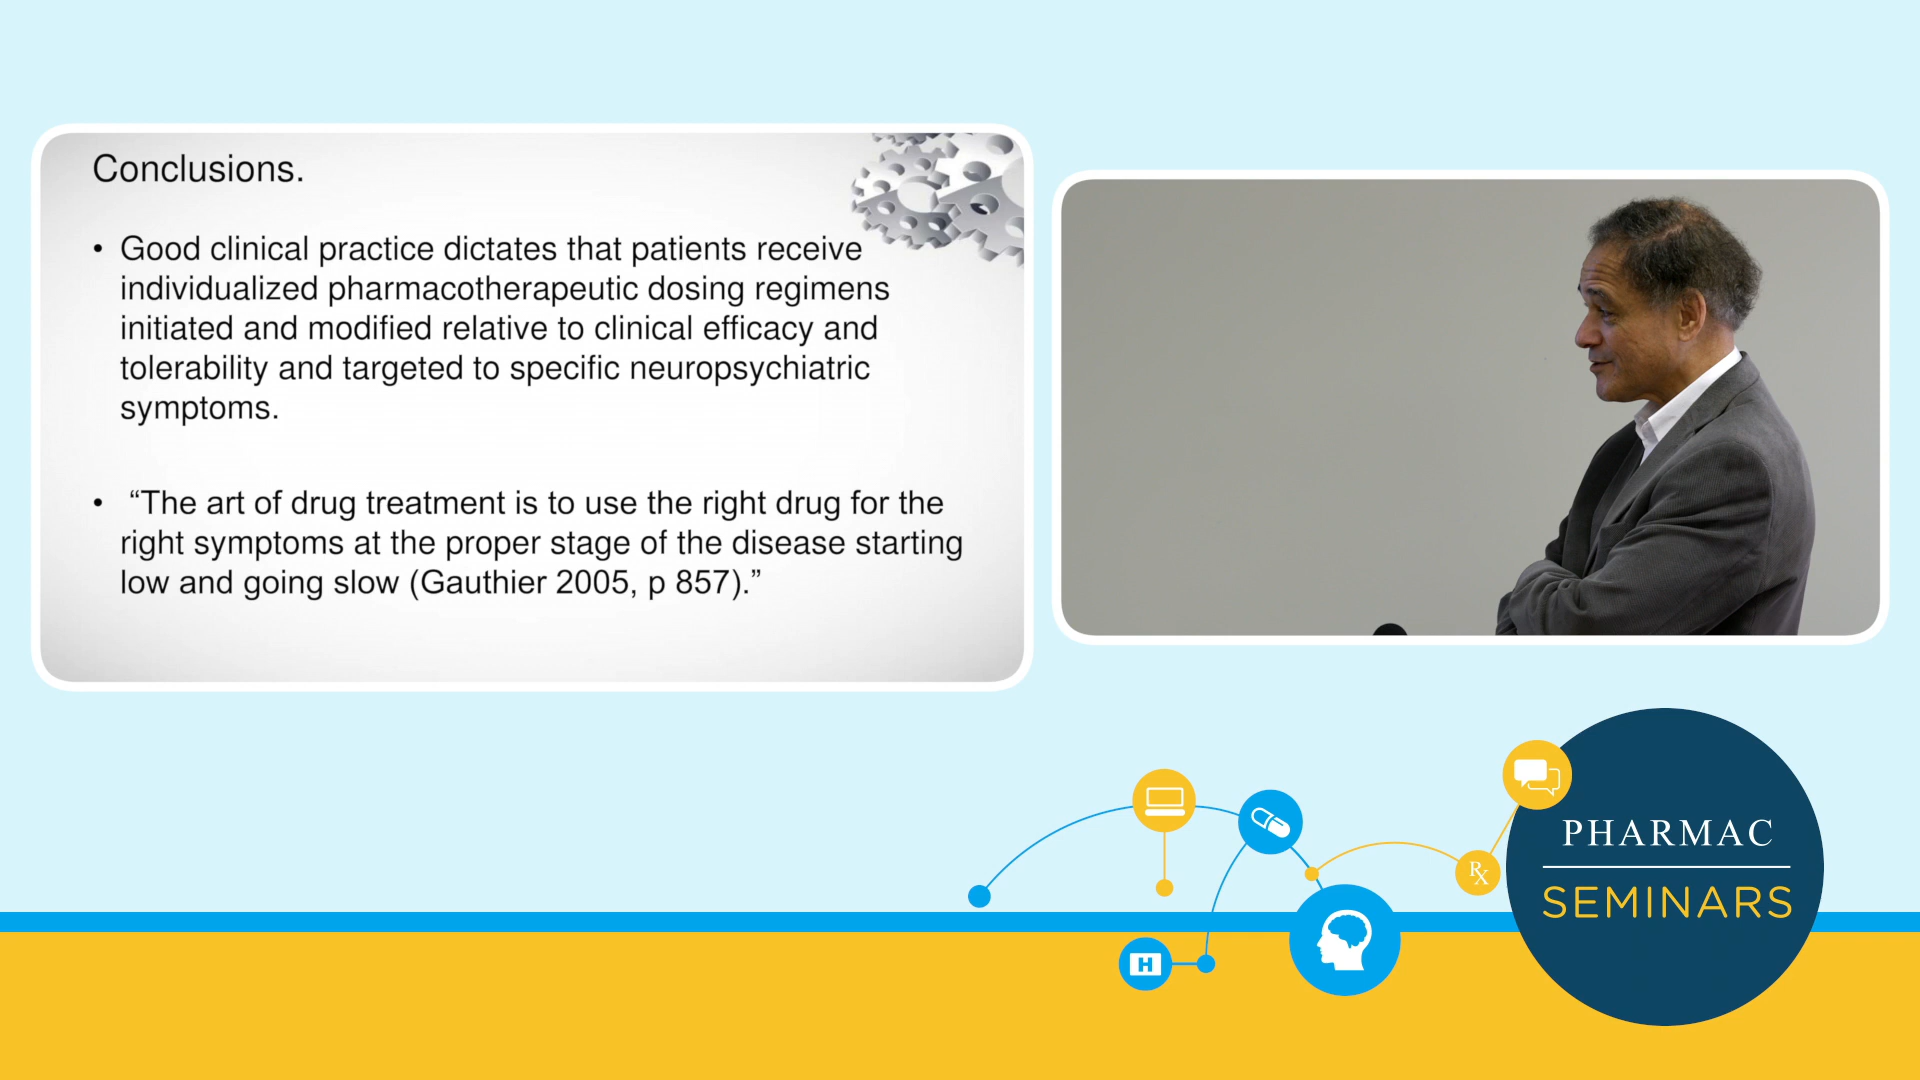 Conclusions.
• Good clinical practice dictates that patients receive
individualized pharmacotherapeutic dosing regimens
initiated and modified relative to clinical efficacy and
tolerability and targeted to specific neuropsychiatric
symptoms.
• “The art of drug treatment is to use the right drug for the
right symptoms at the proper stage of the disease starting
low and going slow (Gauthier 2005, p 857).”
PHARMAC
SEMINARS
Rx
H